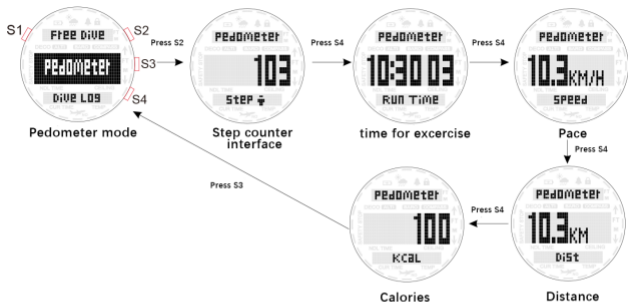 S1
Free Dive
S2
Pedometer
S3
Dive Log
S4
Pedometer mode
Press S2
Pedometer
103
Step
Step counter
interface
Press S4
Pedometer
10:30 03
Run Time
time for excercise
Press S4
Pedometer
10.3KM/H
Speed
Pace
Press S4
Pedometer
10.3KM
Dist
Distance
Press S4
Pedometer
100
Kcal
Calories
Press S3